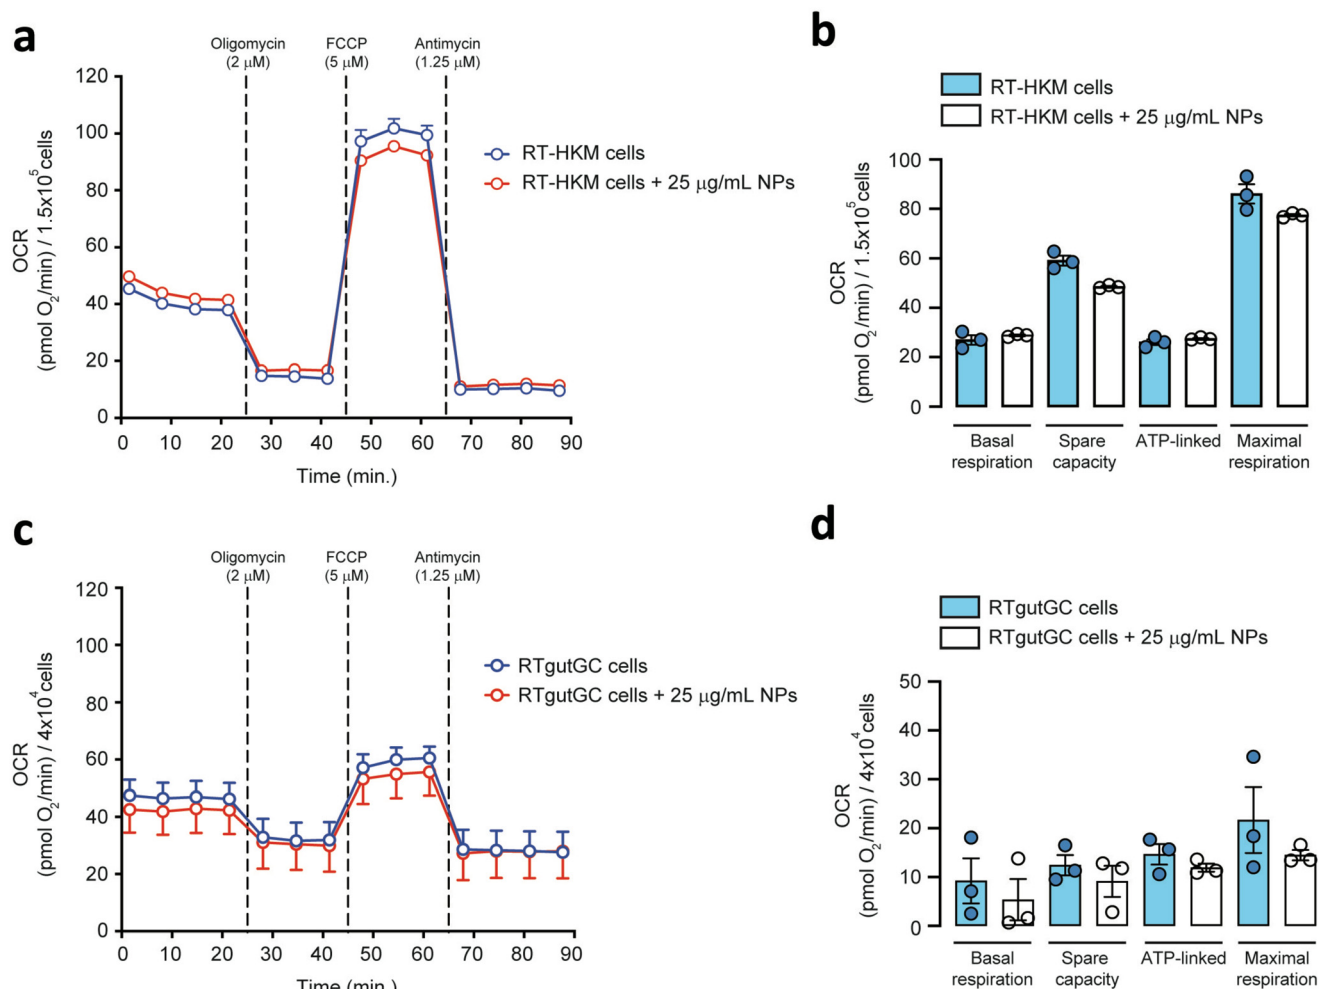 a
Oligomycin
(2 μM)
FCCP
(5 μM)
Antimycin
(1.25 μM)
120
100
80
60
40
20
0
OCR
(pmol O2/min) / 1.5x10^5 cells
0 10 20 30 40 50 60 70 80 90
Time (min.)
RT-HKM cells
RT-HKM cells + 25 μg/mL NPs
b
RT-HKM cells
RT-HKM cells + 25 μg/mL NPs
100
80
60
40
20
0
OCR
(pmol O2/min) / 1.5x10^5 cells
Basal
respiration
Spare
capacity
ATP-linked
Maximal
respiration
c
Oligomycin
(2 μM)
FCCP
(5 μM)
Antimycin
(1.25 μM)
120
100
80
60
40
20
0
OCR
(pmol O2/min) / 4x10^4 cells
0 10 20 30 40 50 60 70 80 90
Time (min.)
RTgutGC cells
RTgutGC cells + 25 μg/mL NPs
d
RTgutGC cells
RTgutGC cells + 25 μg/mL NPs
50
40
30
20
10
0
OCR
(pmol O2/min) / 4x10^4 cells
Basal
respiration
Spare
capacity
ATP-linked
Maximal
respiration